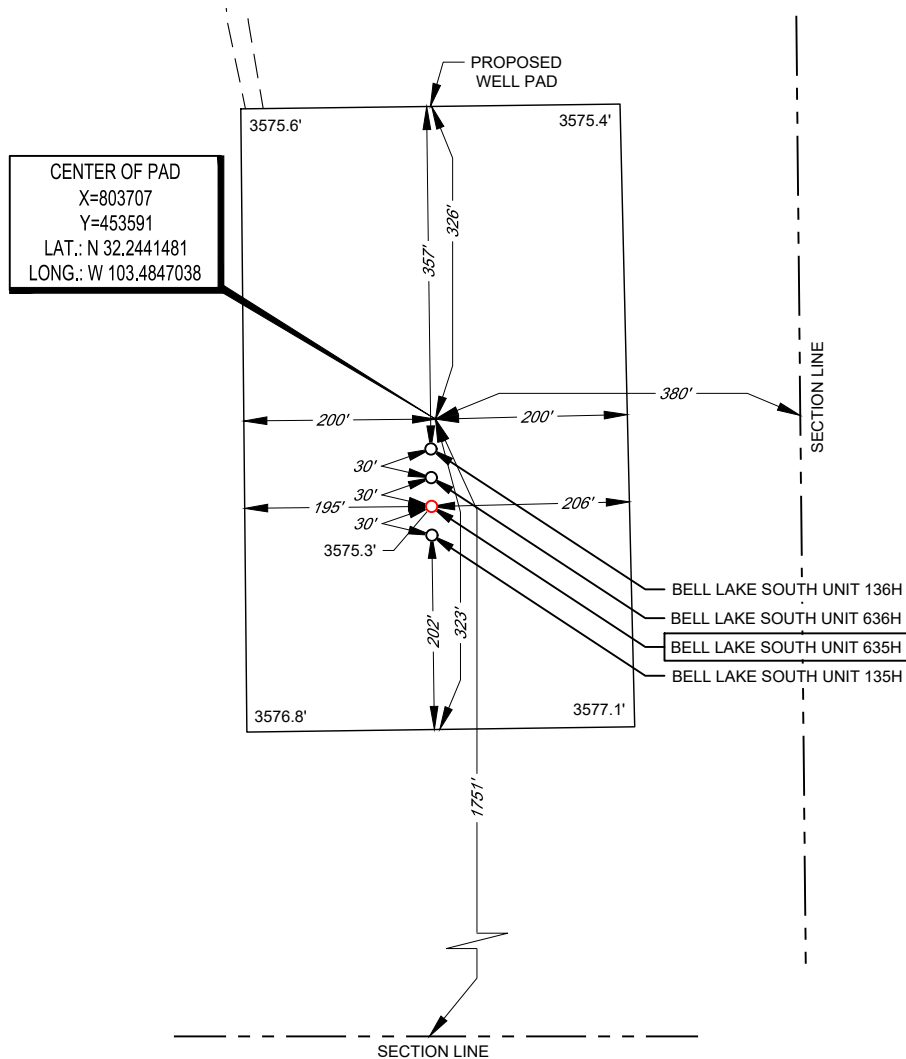 PROPOSED
WELL PAD
3575.6'
3575.4'
CENTER OF PAD
X=803707
Y=453591
LAT.: N 32.2441481
LONG.: W 103.4847038
326'
357'
SECTION LINE
380'
200'
200'
30'
30'
195'
206'
30'
3575.3'
BELL LAKE SOUTH UNIT 136H
BELL LAKE SOUTH UNIT 636H
BELL LAKE SOUTH UNIT 635H
BELL LAKE SOUTH UNIT 135H
202'
323'
3576.8'
3577.1'
1751'
SECTION LINE